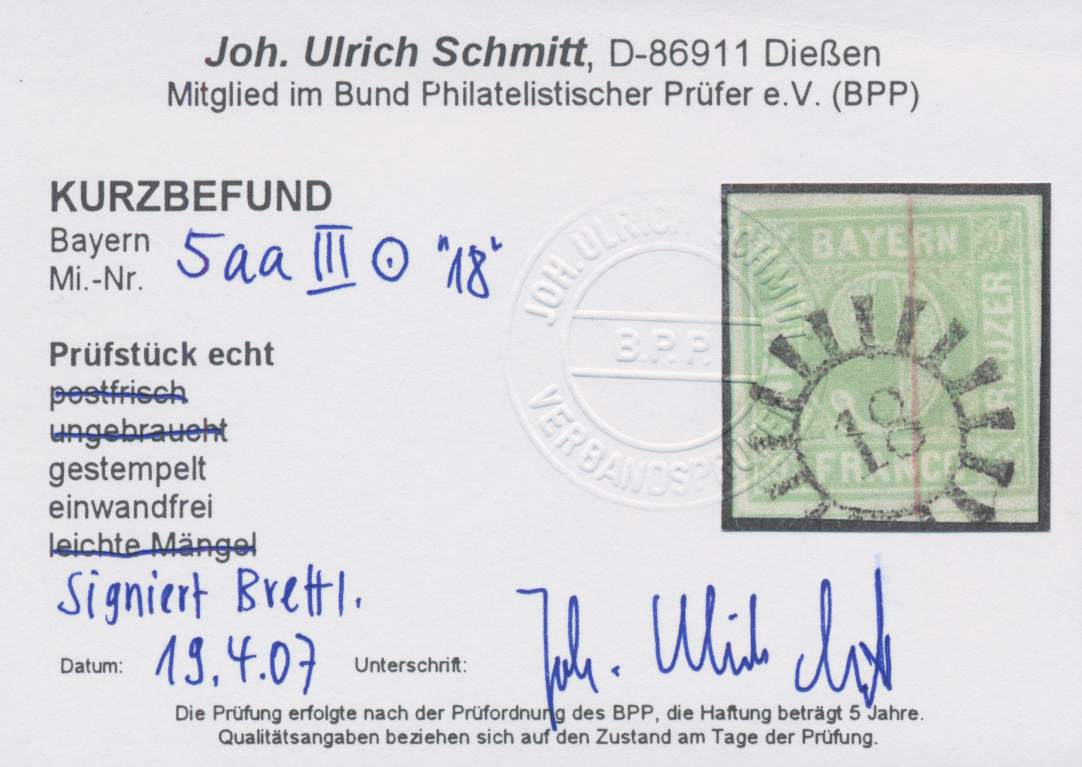 Joh. Ulrich Schmitt, D-86911 Dießen
Mitglied im Bund Philatelistischer Prüfer e.V. (BPP)
KURZBEFUND
Bayern
Mi.-Nr.
5aa III ⊙ "18"
Prüfstück echt
postfrisch
ungebraucht
gestempelt
einwandfrei
leichte Mängel
Signiert Brettl.
Datum: 19.4.07 Unterschrift: Joh. Ulrich Schmitt
Die Prüfung erfolgte nach der Prüfordnung des BPP, die Haftung beträgt 5 Jahre.
Qualitätsangaben beziehen sich auf den Zustand am Tage der Prüfung.
JOH. ULRICH SCHMITT
B.P.P.
VERBANDSPRÜFER
BAYERN
KREUZER
FRANCO
18